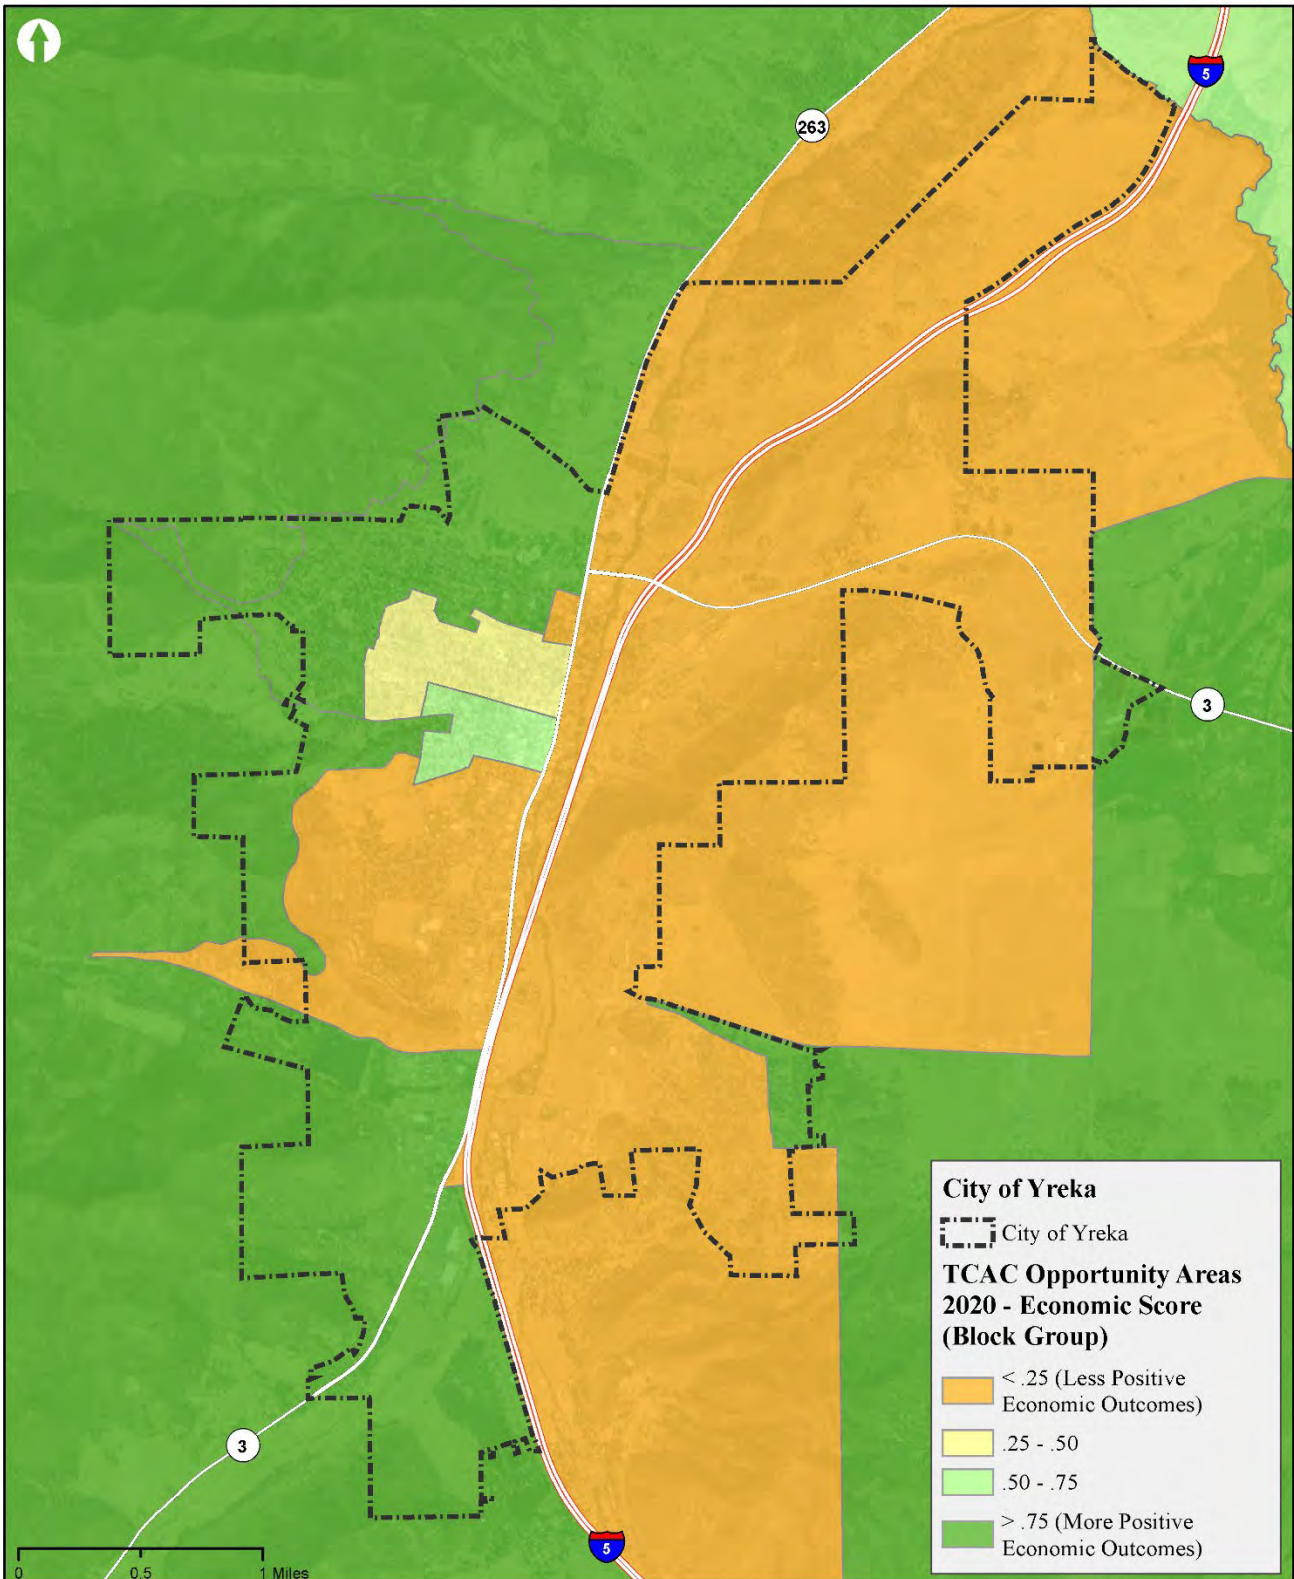 5
263
3
3
5
0
0.5
1 Miles
City of Yreka
City of Yreka
TCAC Opportunity Areas
2020 - Economic Score
(Block Group)
< .25 (Less Positive
Economic Outcomes)
.25 - .50
.50 - .75
> .75 (More Positive
Economic Outcomes)